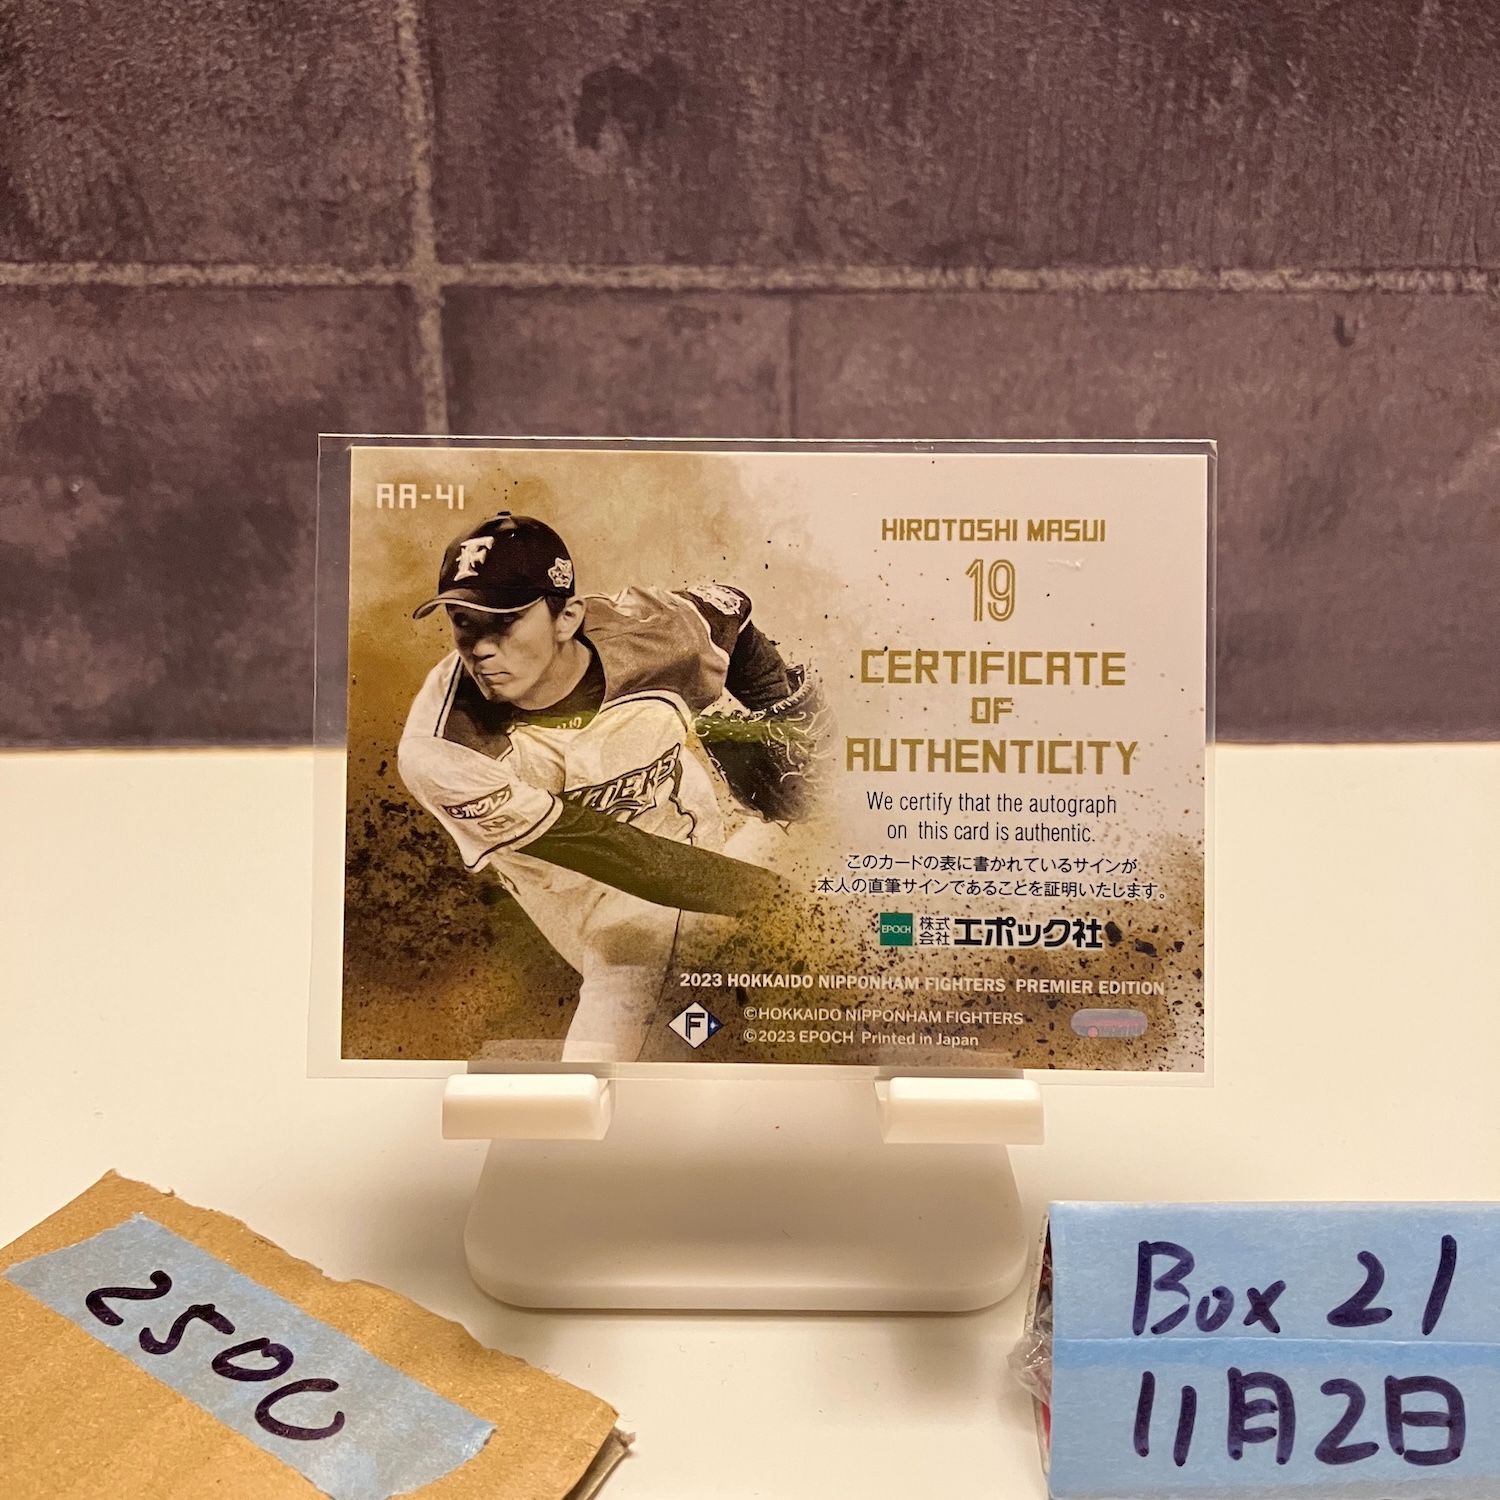 AA-41
HIROTOSHI MASUI
19
CERTIFICATE
OF
AUTHENTICITY
We certify that the autograph
on this card is authentic.
このカードの表に書かれているサインが
本人の直筆サインであることを証明いたします。
EPOCH 株式会社 エポック社
2023 HOKKAIDO NIPPONHAM FIGHTERS PREMIER EDITION
F
©HOKKAIDO NIPPONHAM FIGHTERS
©2023 EPOCH Printed in Japan
F
2500
Box 21
11月2日